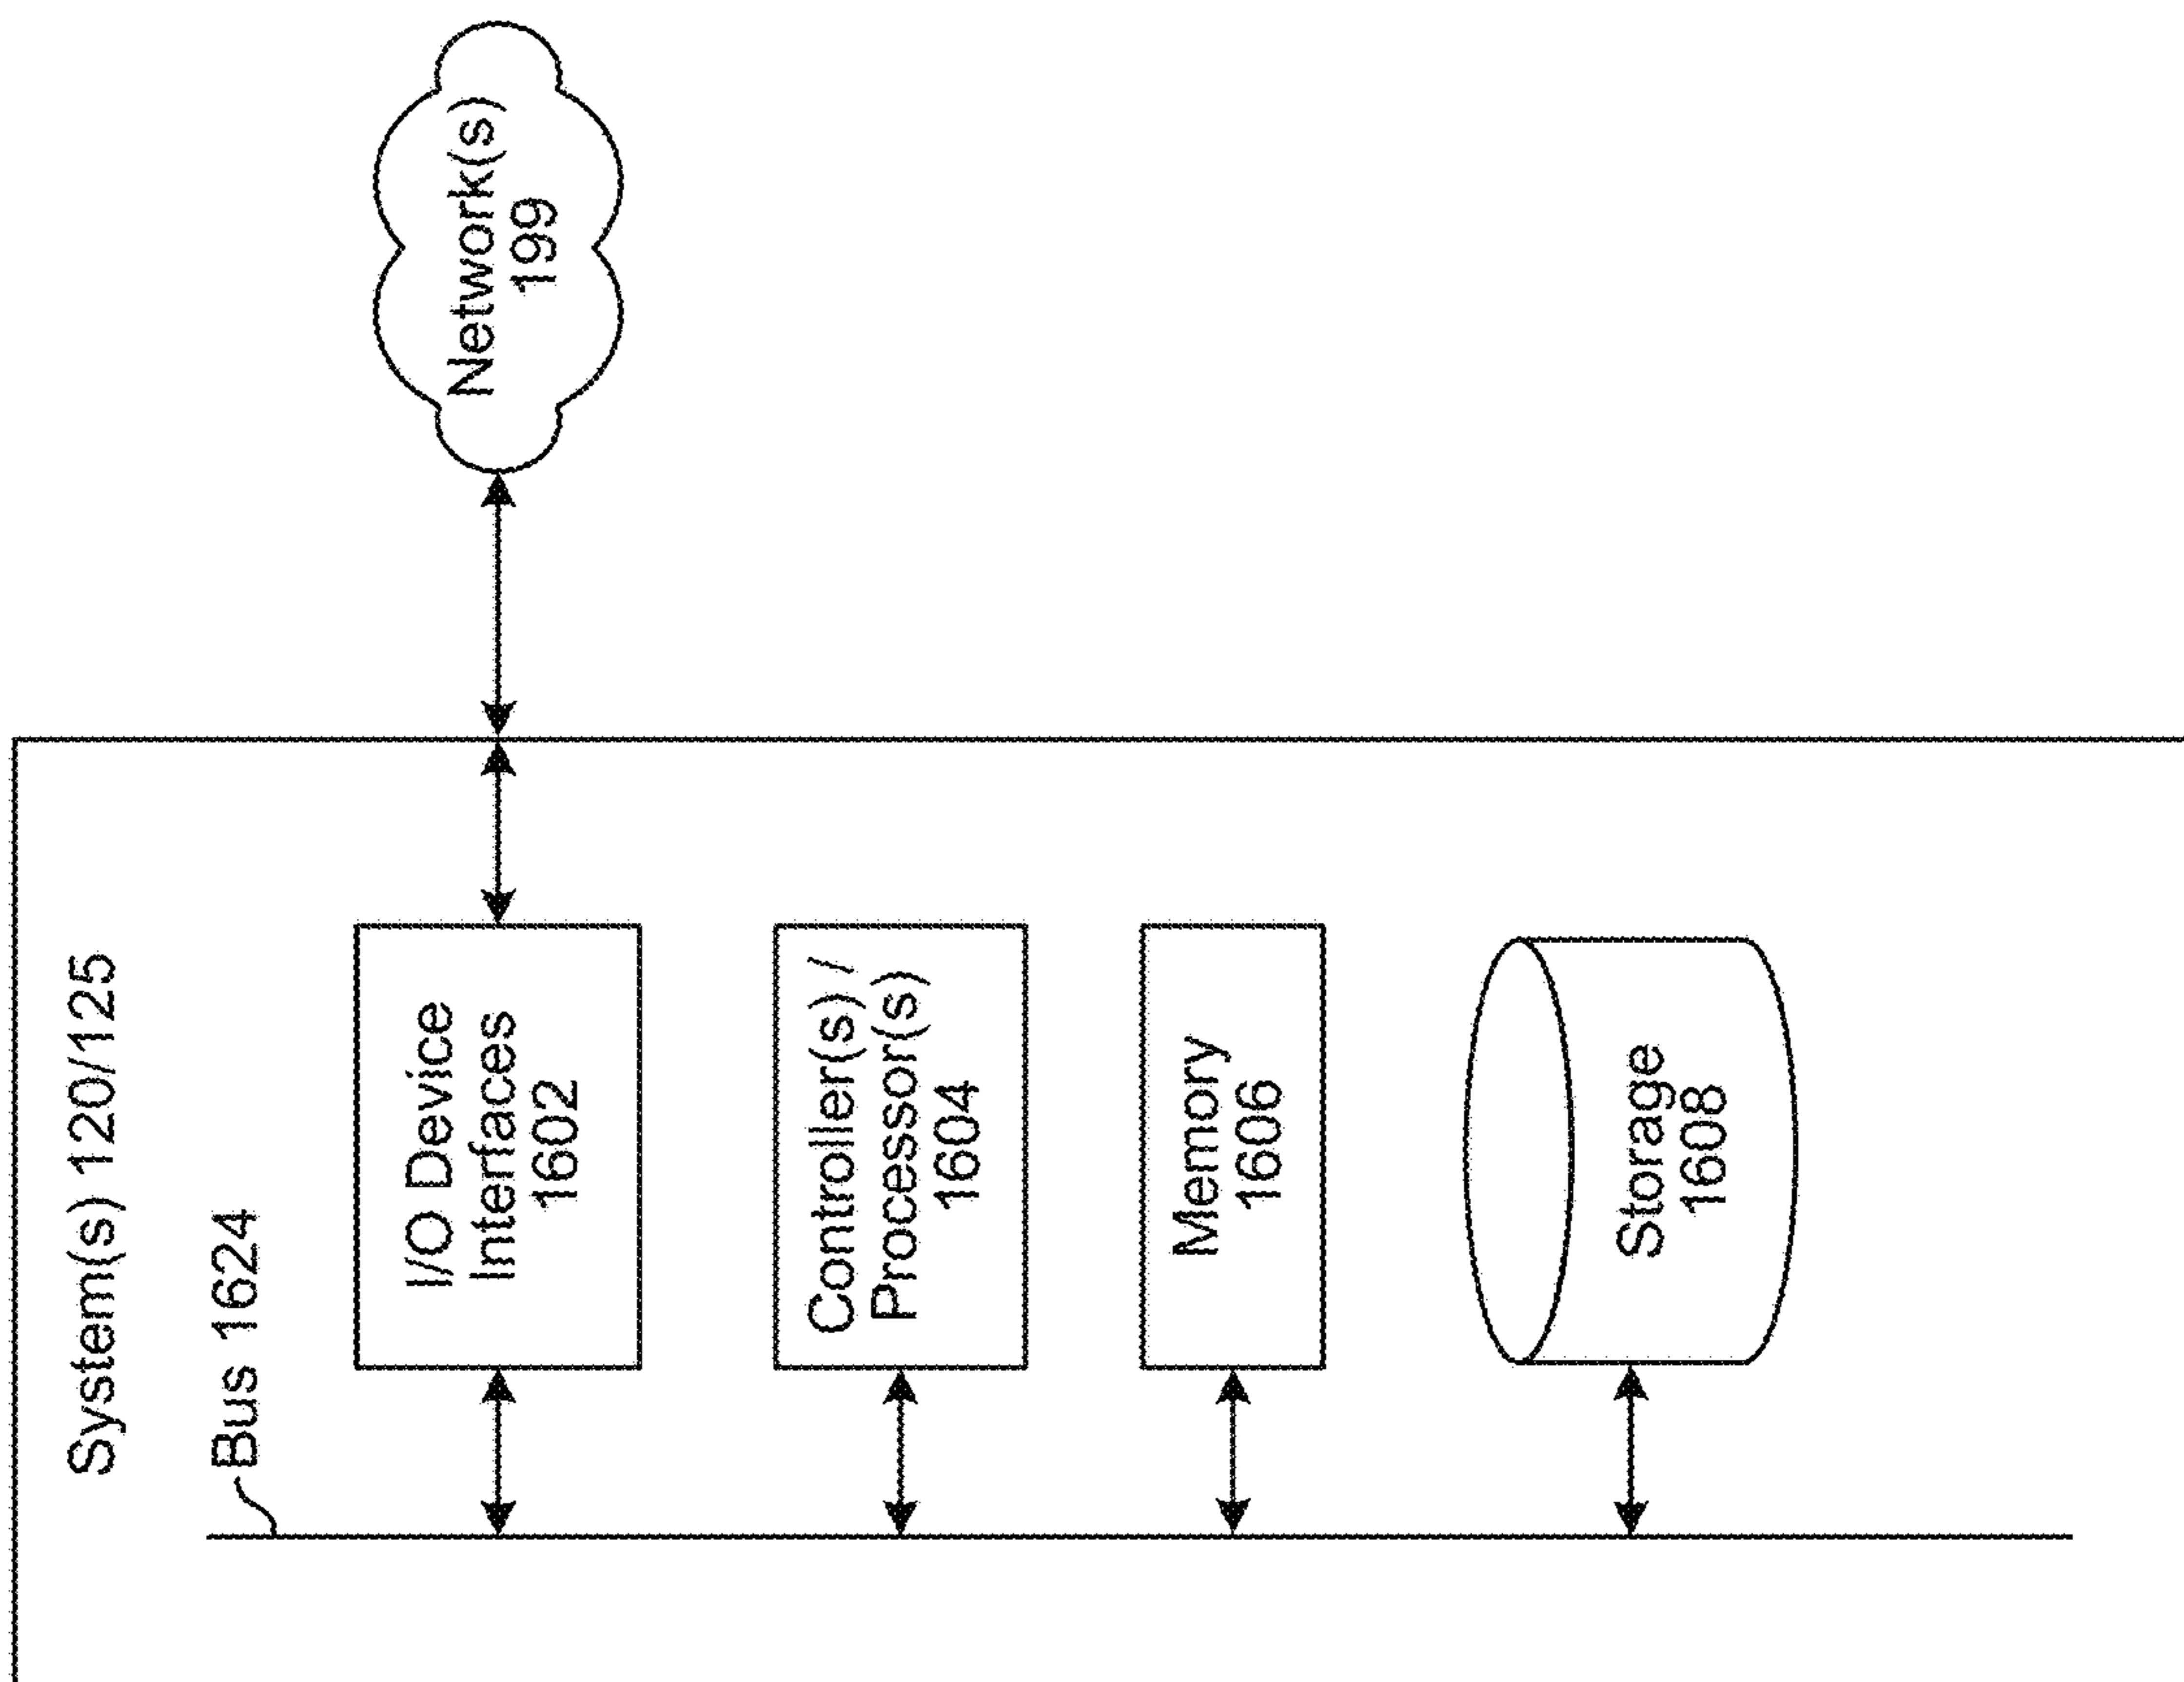 System(s) 120/125
Bus 1624
I/O Device
Interfaces
1602
Network(s)
199
Controller(s) /
Processor(s)
1604
Memory
1606
Storage
1608